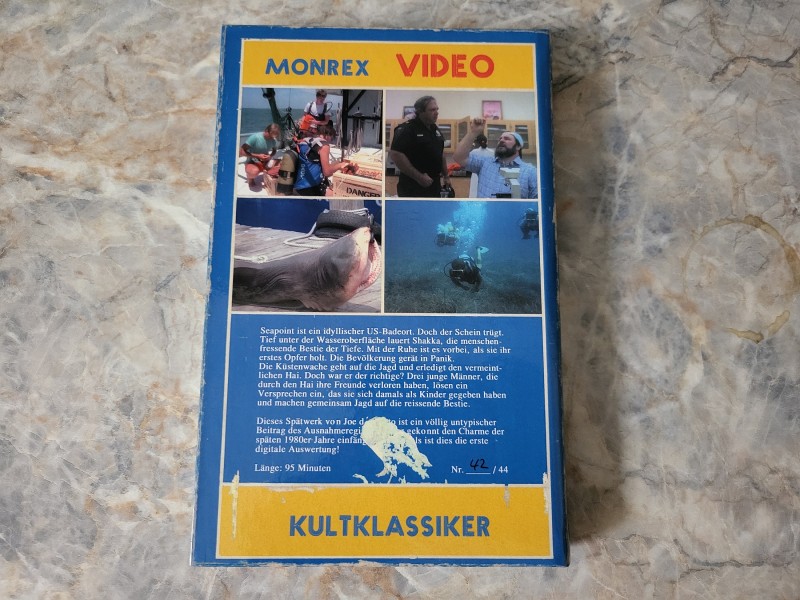 MONREX VIDEO
DANGER
Seapoint ist ein idyllischer US-Badeort. Doch der Schein trügt.
Tief unter der Wasseroberfläche lauert Shakka, die menschen-
fressende Bestie der Tiefe. Mit der Ruhe ist es vorbei, als sie ihr
erstes Opfer holt. Die Bevölkerung gerät in Panik.
Die Küstenwache geht auf die Jagd und erledigt den vermeint-
lichen Hai. Doch war er der richtige? Drei junge Männer, die
durch den Hai ihre Freunde verloren haben, lösen ein
Versprechen ein, das sie sich damals als Kinder gegeben haben
und machen gemeinsam Jagd auf die reissende Bestie.
Dieses Spätwerk von Joe ist ein völlig untypischer
Beitrag des gekonnt den Charme der
späten 1980er Jahre ist dies die erste
digitale Auswertung!
Länge: 95 Minuten Nr. 42 / 44
KULTKLASSIKER